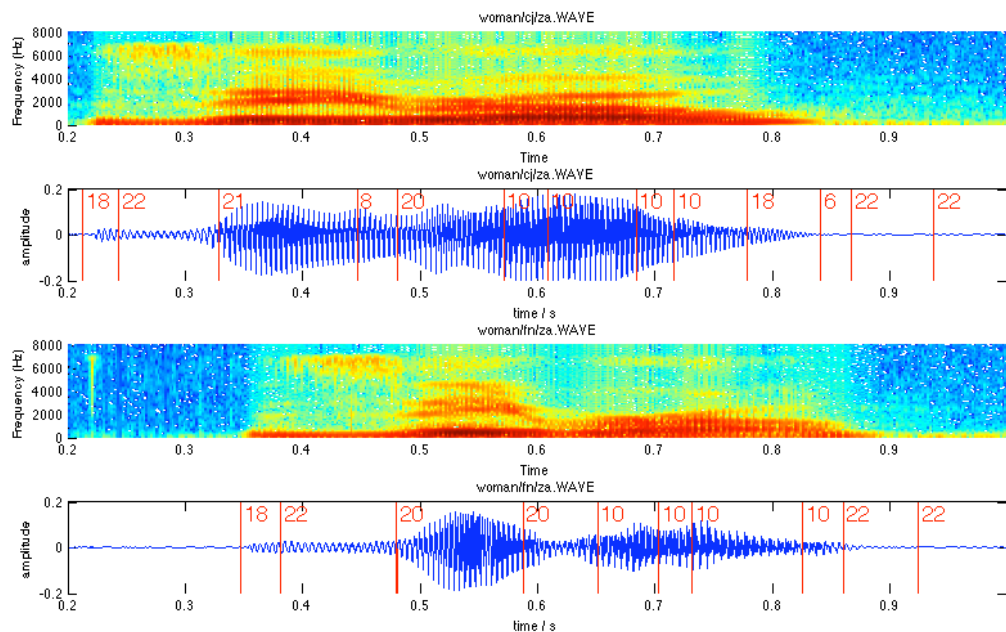 woman/cj/za.WAVE
Frequency (Hz)
8000
6000
4000
2000
0
0.2 0.3 0.4 0.5 0.6 0.7 0.8 0.9
Time
woman/cj/za.WAVE
amplitude
0.2
0
-0.2
18 22 21 8 20 10 10 10 10 18 6 22 22
0.2 0.3 0.4 0.5 0.6 0.7 0.8 0.9
time / s
woman/fn/za.WAVE
Frequency (Hz)
8000
6000
4000
2000
0
0.2 0.3 0.4 0.5 0.6 0.7 0.8 0.9
Time
woman/fn/za.WAVE
amplitude
0.2
0
-0.2
18 22 20 20 10 10 10 10 22 22
0.2 0.3 0.4 0.5 0.6 0.7 0.8 0.9
time / s